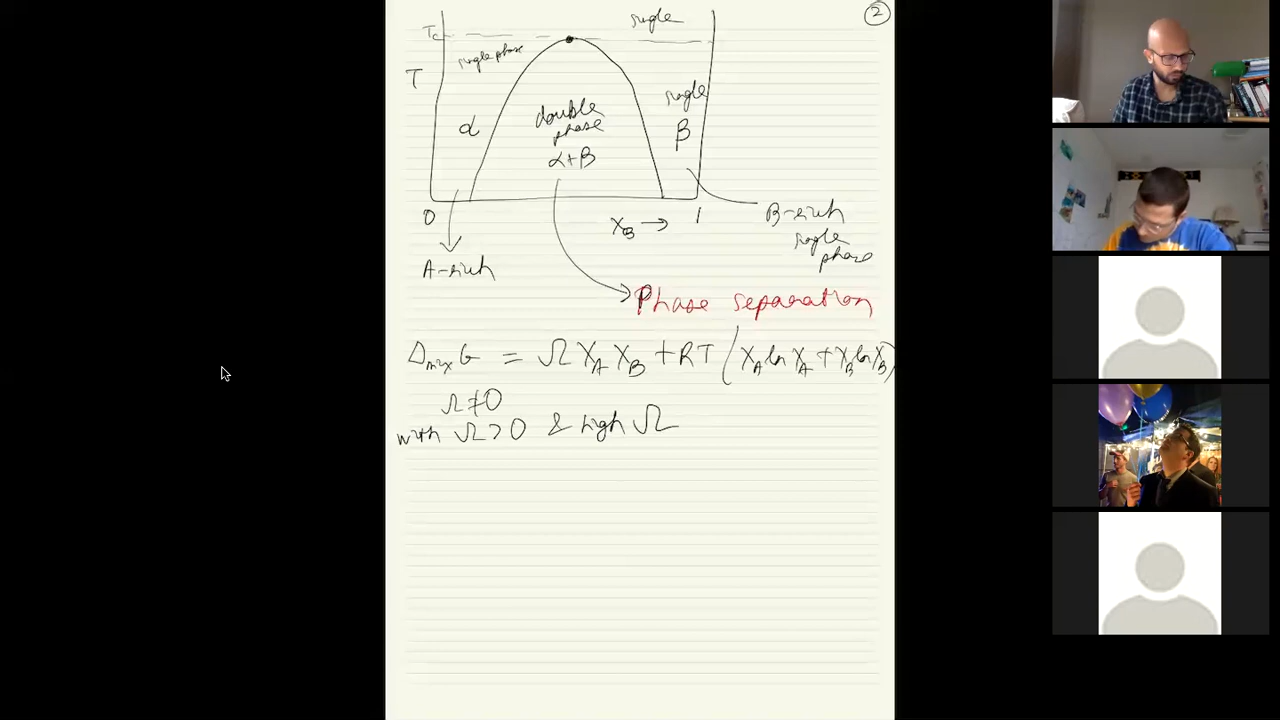 single
2
Tc
single phase
T
double
phase
α+β
α
single
β
0
X_B →
1
B-rich
single
phase
A-rich
Phase separation
Δ_mix G = Ω X_A X_B + RT (X_A ln X_A + X_B ln X_B)
Ω ≠ 0
with Ω > 0 & high Ω